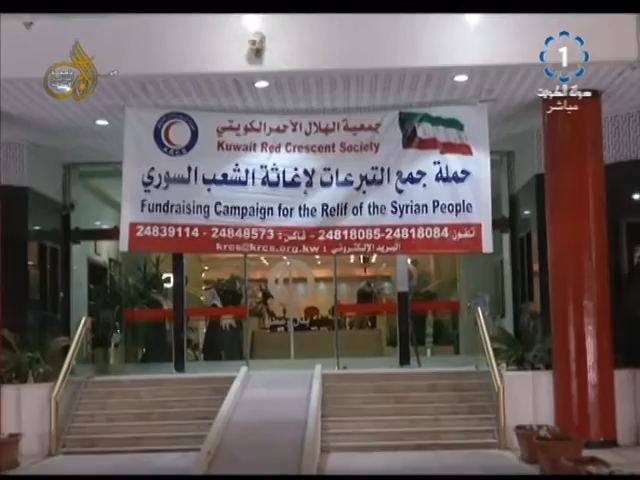 1
دولة الكويت
مباشر
جمعية الهلال الأحمر الكويتي
Kuwait Red Crescent Society
K R C S
حملة جمع التبرعات لإغاثة الشعب السوري
Fundraising Campaign for the Relif of the Syrian People
تلفون: 24818084-24818085 - فاكس: 24848573 - 24839114
البريد الإلكتروني: krcs@krcs.org.kw